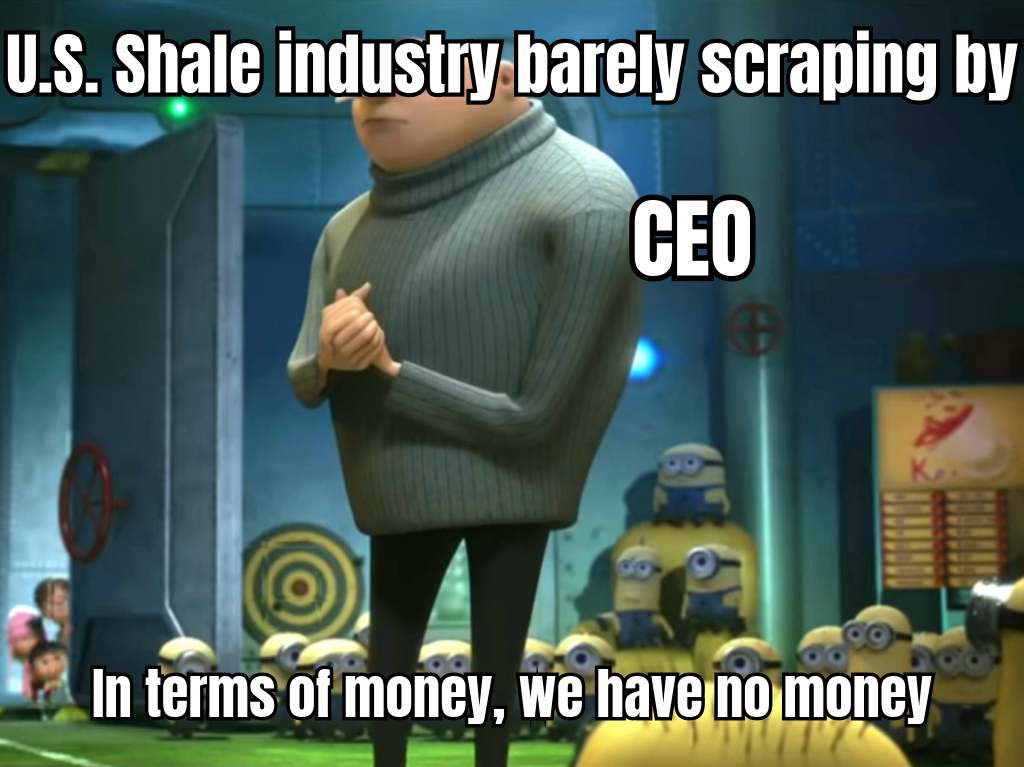 U.S. Shale industry barely scraping by
CEO
In terms of money, we have no money